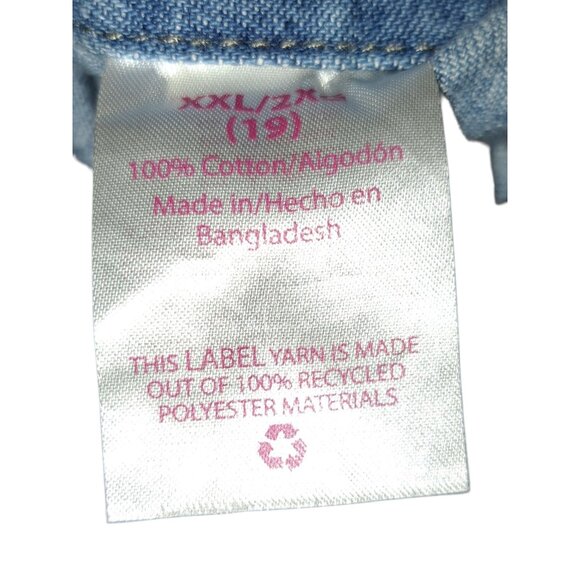 XXL/2XG
(19)
100% Cotton/Algodón
Made in/Hecho en
Bangladesh
THIS LABEL YARN IS MADE
OUT OF 100% RECYCLED
POLYESTER MATERIALS